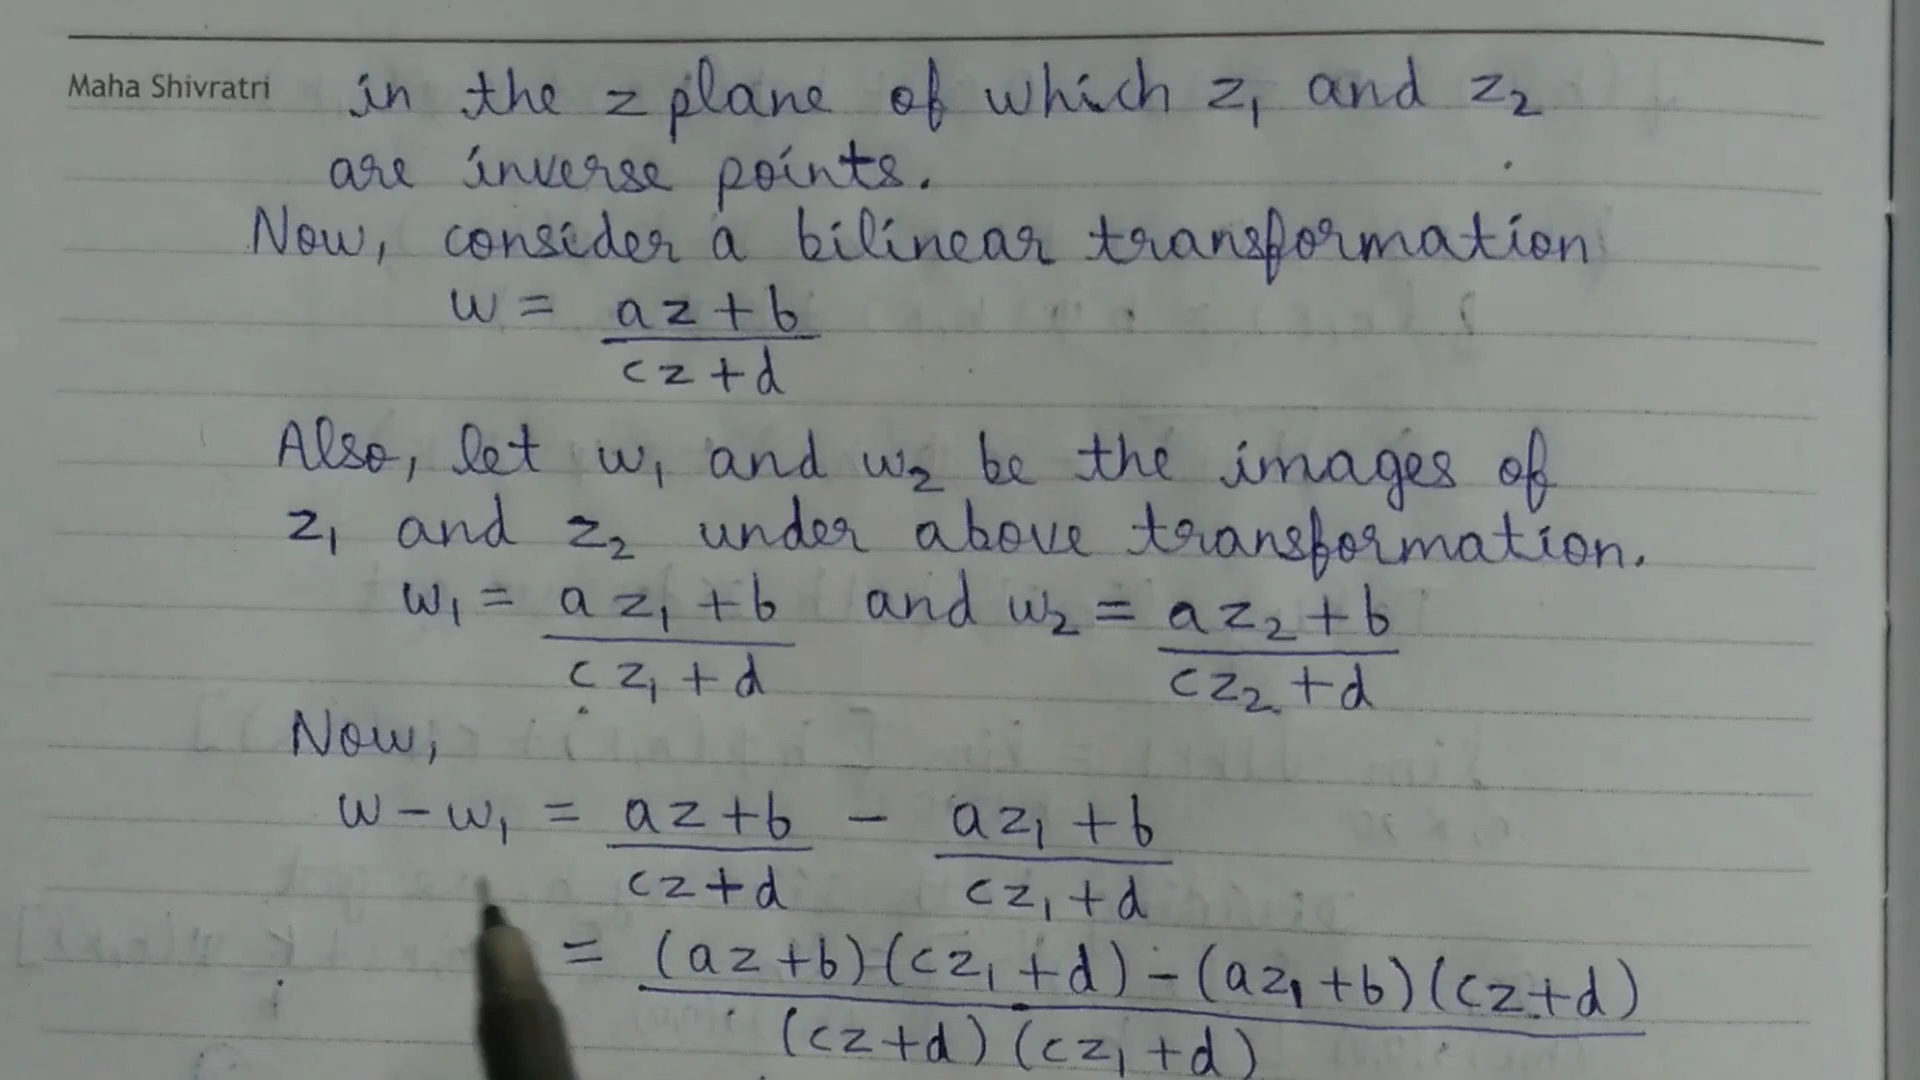 Maha Shivratri in the z plane of which z₁ and z₂
are inverse points.
Now, consider a bilinear transformation
w = (az+b)/(cz+d)
Also, let w₁ and w₂ be the images of
z₁ and z₂ under above transformation.
w₁ = (az₁+b)/(cz₁+d) and w₂ = (az₂+b)/(cz₂+d)
Now,
w-w₁ = (az+b)/(cz+d) - (az₁+b)/(cz₁+d)
= ((az+b)(cz₁+d)-(az₁+b)(cz+d))/((cz+d)(cz₁+d))